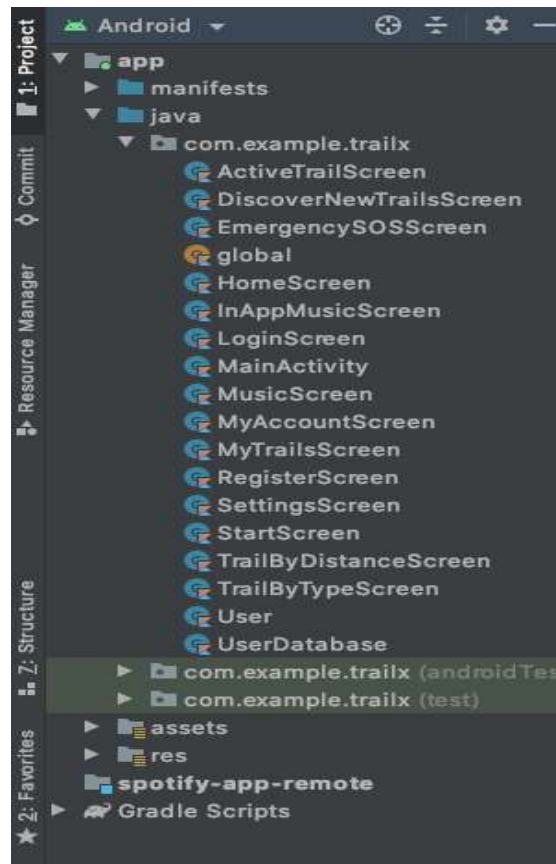 Android
1: Project
Commit
Resource Manager
Z: Structure
2: Favorites
app
manifests
java
com.example.trailx
ActiveTrailScreen
DiscoverNewTrailsScreen
EmergencySOSScreen
global
HomeScreen
InAppMusicScreen
LoginScreen
MainActivity
MusicScreen
MyAccountScreen
MyTrailsScreen
RegisterScreen
SettingsScreen
StartScreen
TrailByDistanceScreen
TrailByTypeScreen
User
UserDatabase
com.example.trailx (androidTes
com.example.trailx (test)
assets
res
spotify-app-remote
Gradle Scripts